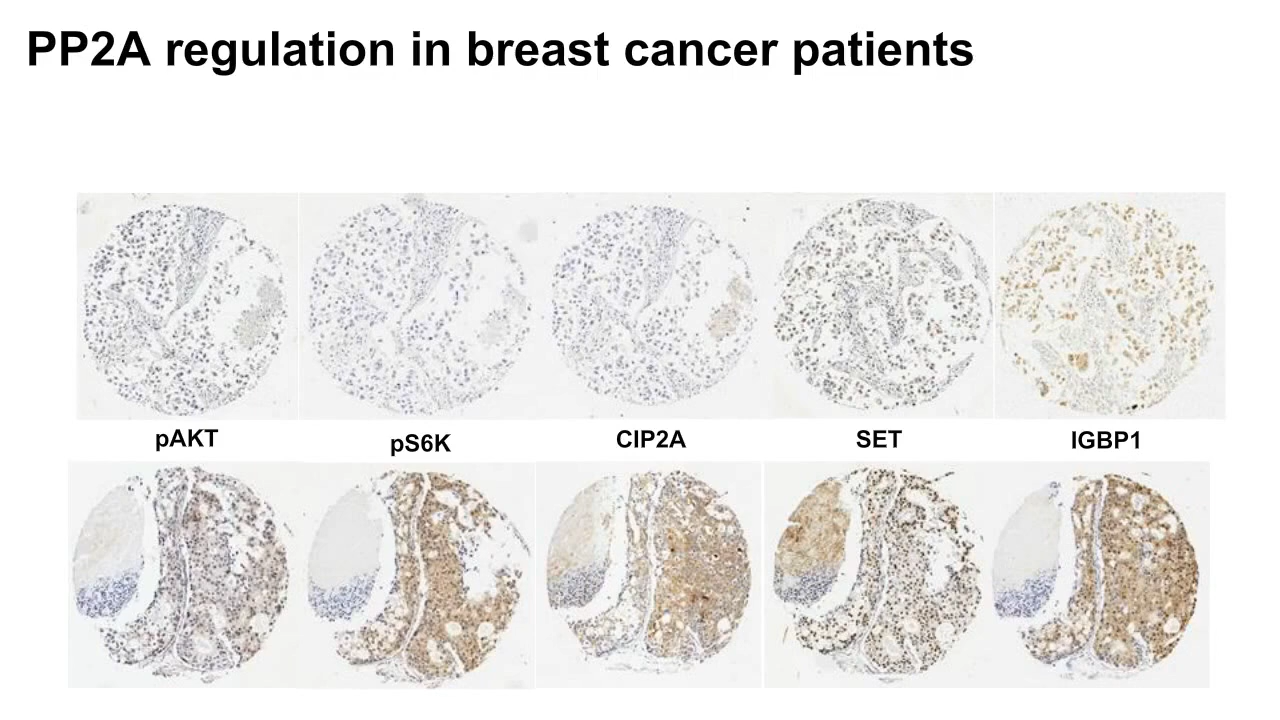 PP2A regulation in breast cancer patients
pAKT
pS6K
CIP2A
SET
IGBP1